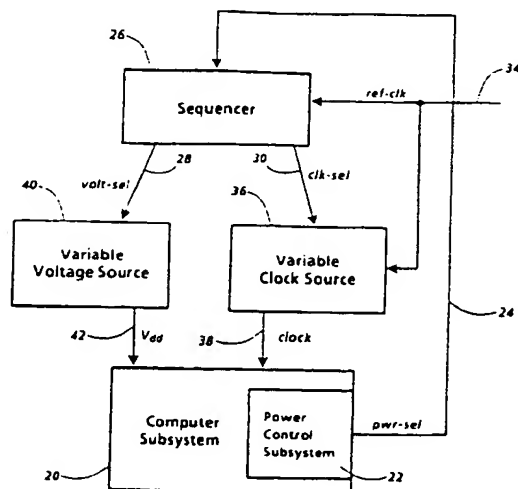 26
34
Sequencer
ref-clk
28
30
volt-sel
clk-sel
40
36
Variable
Voltage Source
Variable
Clock Source
42
V_dd
38
clock
24
Computer
Subsystem
Power
Control
Subsystem
pwr-sel
20
22